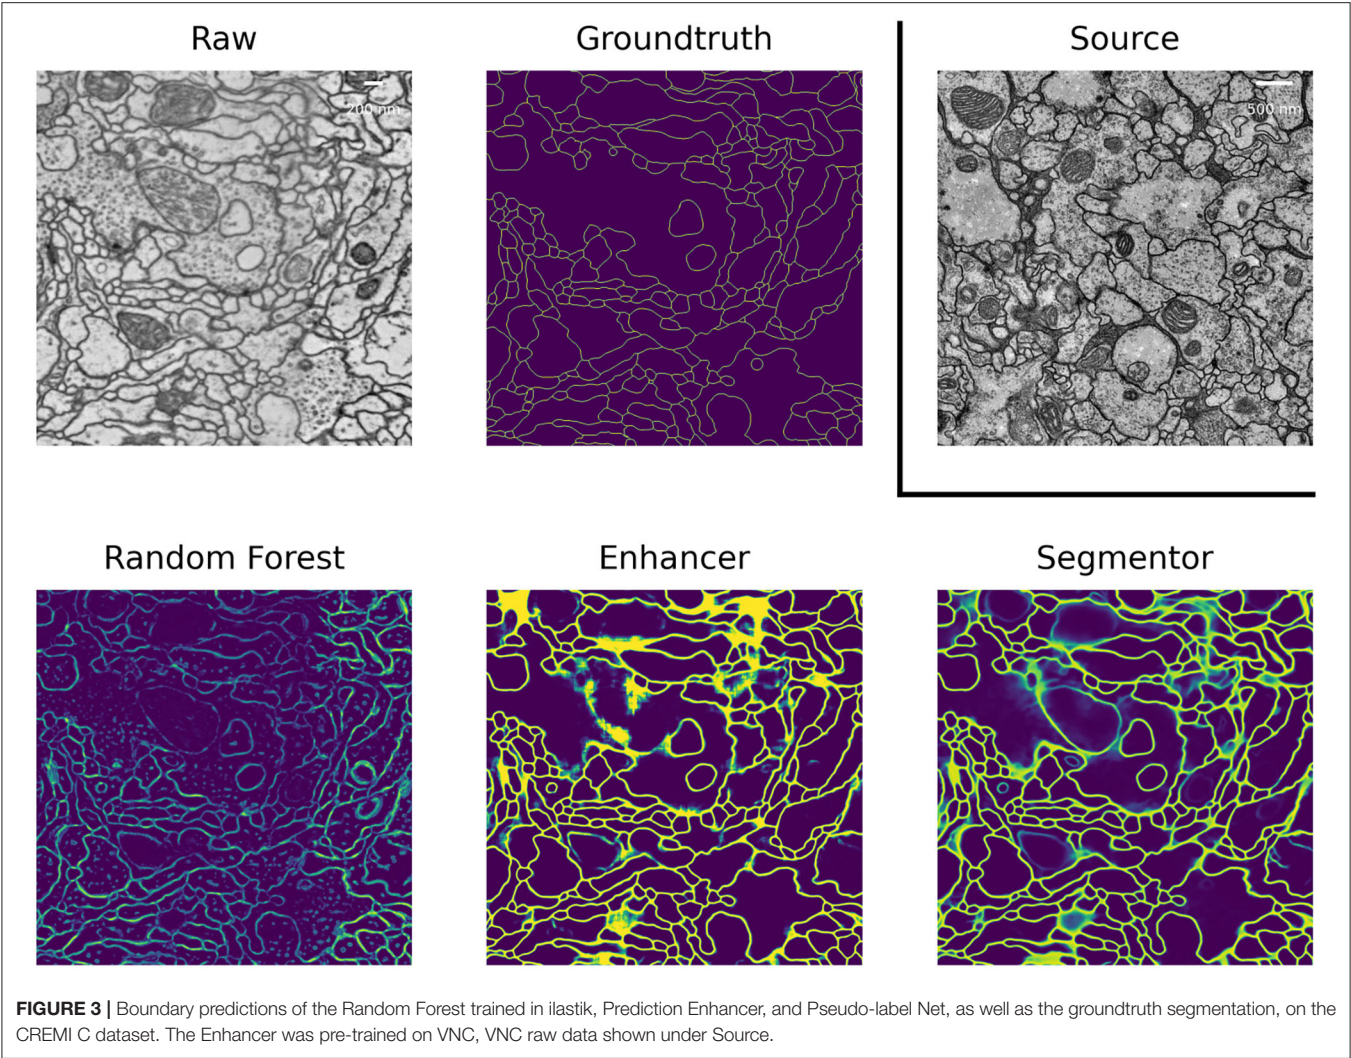 Raw
Groundtruth
Source
200 nm
500 nm
Random Forest
Enhancer
Segmentor
FIGURE 3 | Boundary predictions of the Random Forest trained in ilastik, Prediction Enhancer, and Pseudo-label Net, as well as the groundtruth segmentation, on the
CREMI C dataset. The Enhancer was pre-trained on VNC, VNC raw data shown under Source.